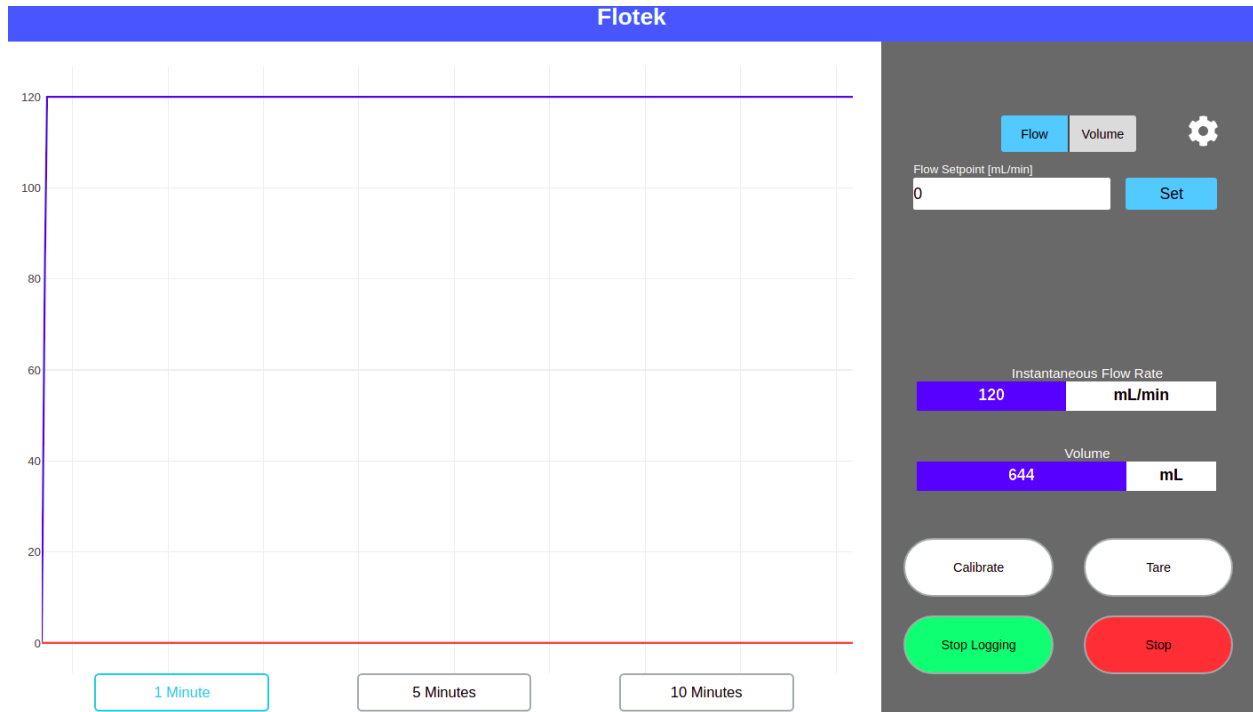 Flotek
120
100
80
60
40
20
0
1 Minute
5 Minutes
10 Minutes
Flow
Volume
Flow Setpoint [mL/min]
0
Set
Instantaneous Flow Rate
120 mL/min
Volume
644 mL
Calibrate
Tare
Stop Logging
Stop